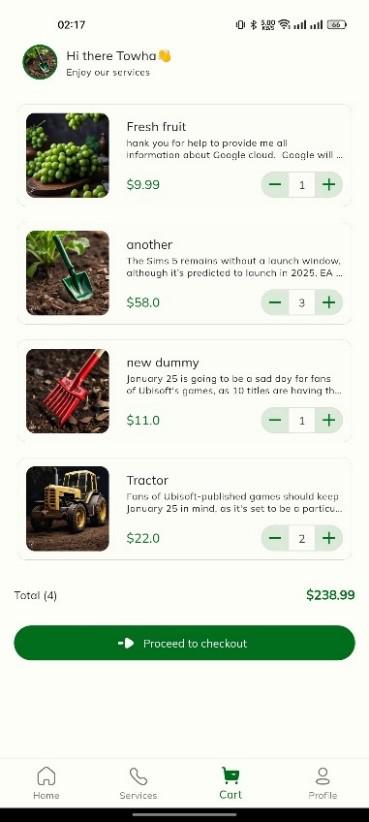 02:17
5.00 KB/S
66
Hi there Towha👋
Enjoy our services
Fresh fruit
hank you for help to provide me all
information about Google cloud. Google will ...
$9.99
1
another
The Sims 5 remains without a launch window,
although it's predicted to launch in 2025. EA ...
$58.0
3
new dummy
January 25 is going to be a sad day for fans
of Ubisoft's games, as 10 titles are having th...
$11.0
1
Tractor
Fans of Ubisoft-published games should keep
January 25 in mind, as it's set to be a particu...
$22.0
2
Total (4)
$238.99
Proceed to checkout
Home
Services
Cart
Profile